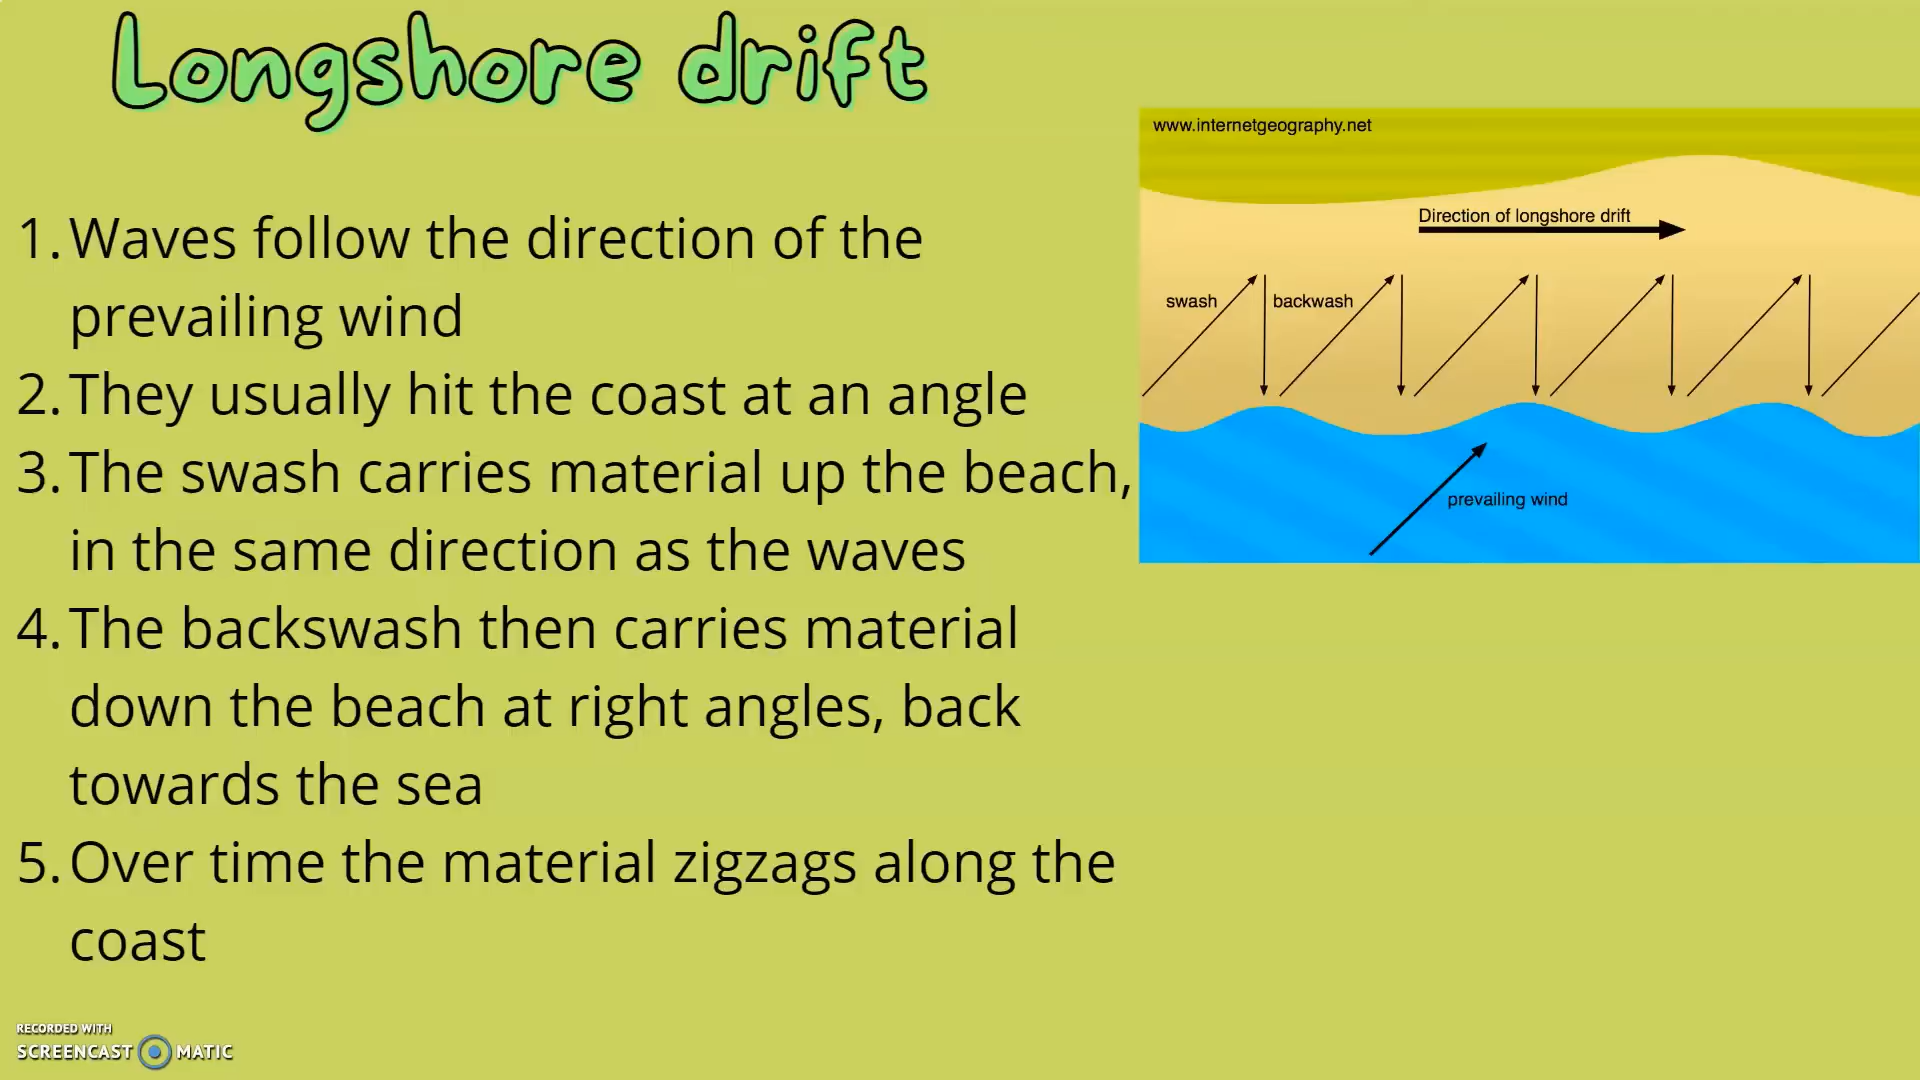 Longshore drift
1. Waves follow the direction of the
prevailing wind
2. They usually hit the coast at an angle
3. The swash carries material up the beach,
in the same direction as the waves
4. The backswash then carries material
down the beach at right angles, back
towards the sea
5. Over time the material zigzags along the
coast
www.internetgeography.net
Direction of longshore drift
swash
backwash
prevailing wind
RECORDED WITH
SCREENCAST MATIC